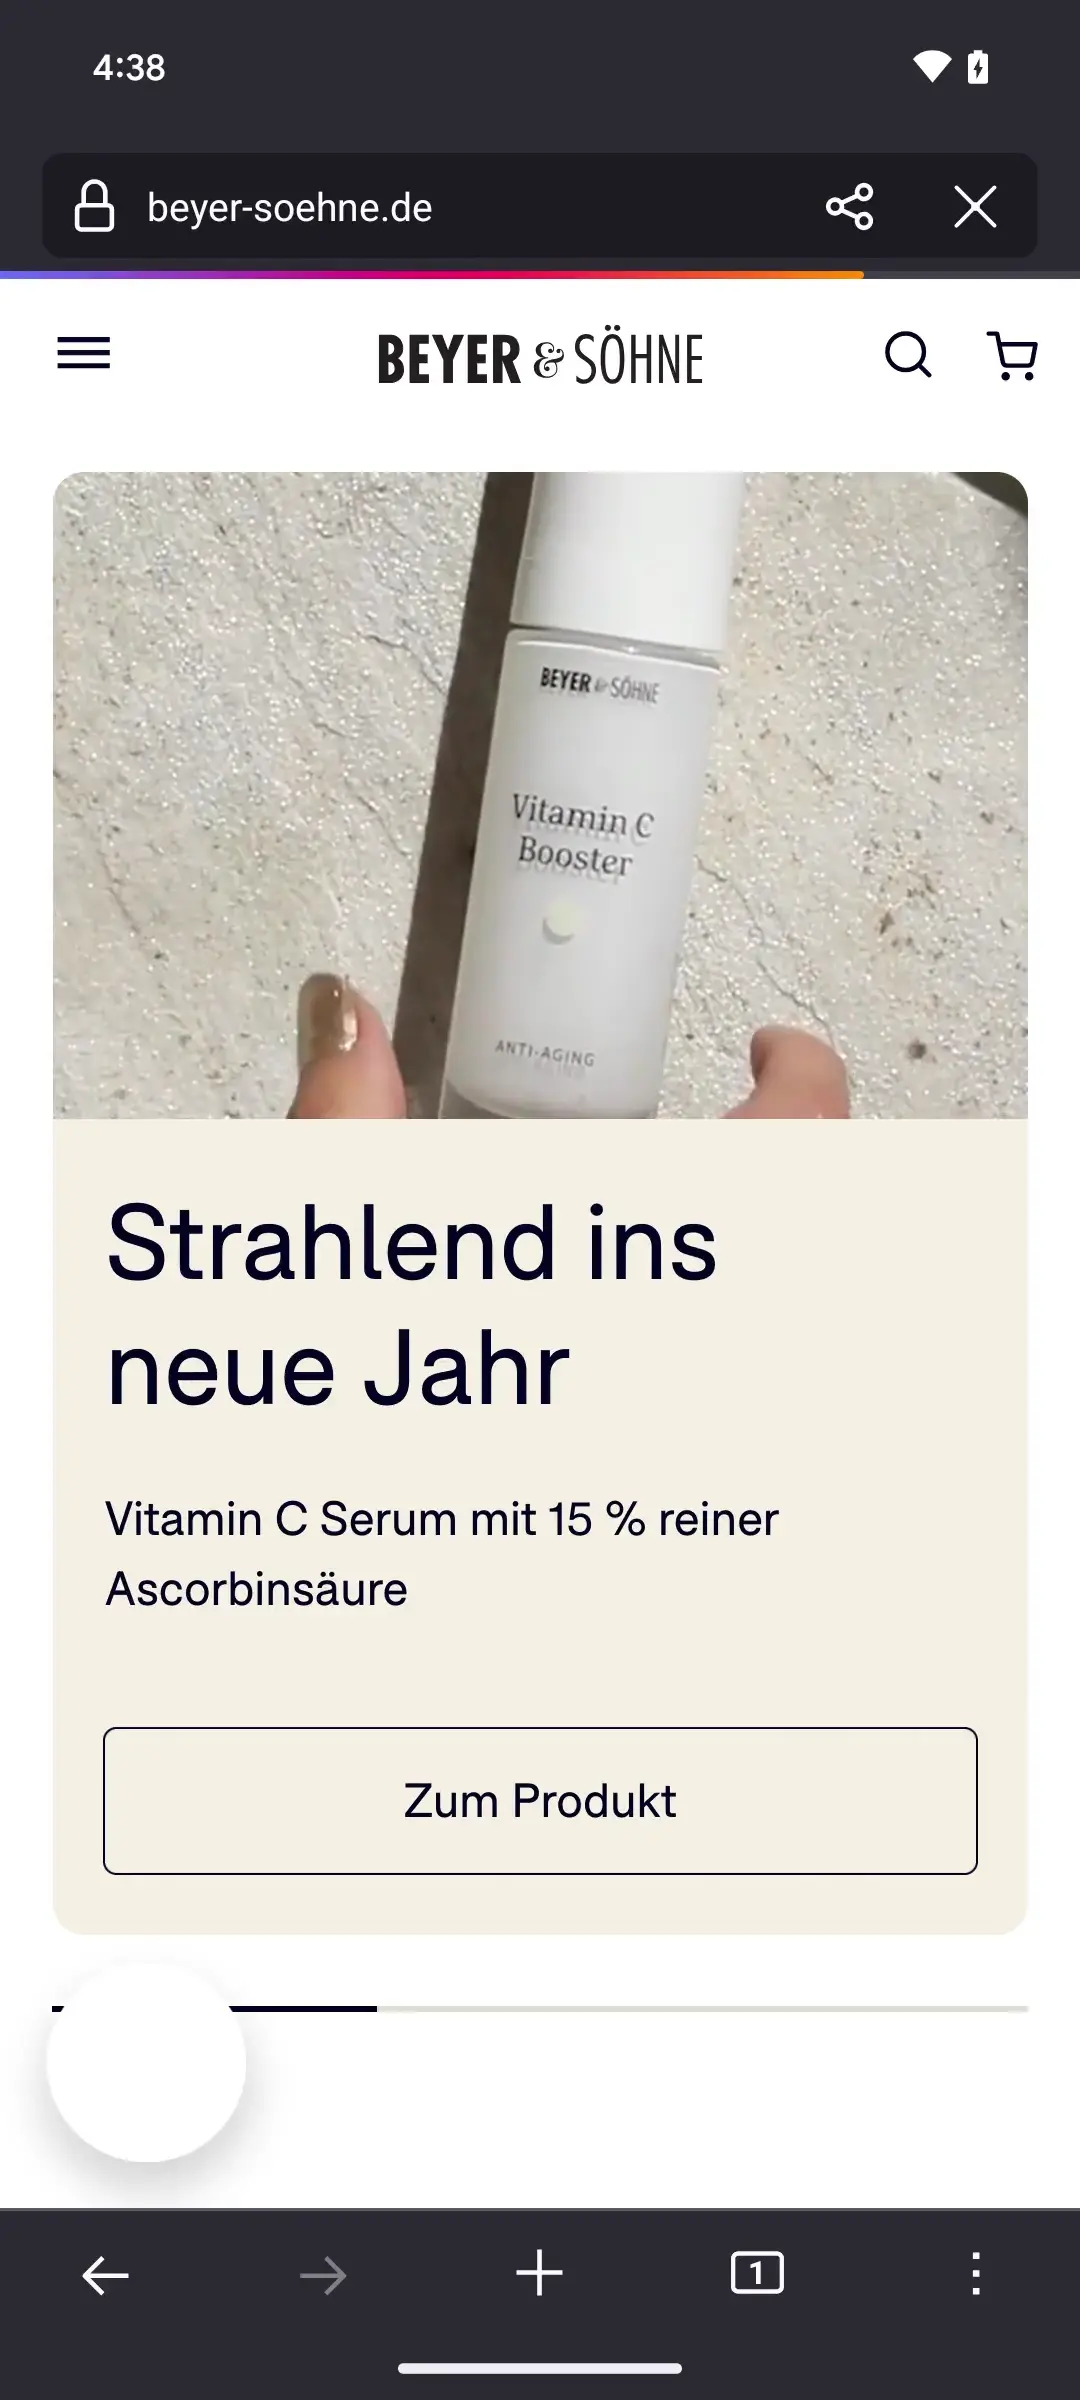 4:38
beyer-soehne.de
BEYER & SÖHNE
BEYER & SÖHNE
Vitamin C
Booster
ANTI-AGING
Strahlend ins
neue Jahr
Vitamin C Serum mit 15 % reiner
Ascorbinsäure
Zum Produkt
1